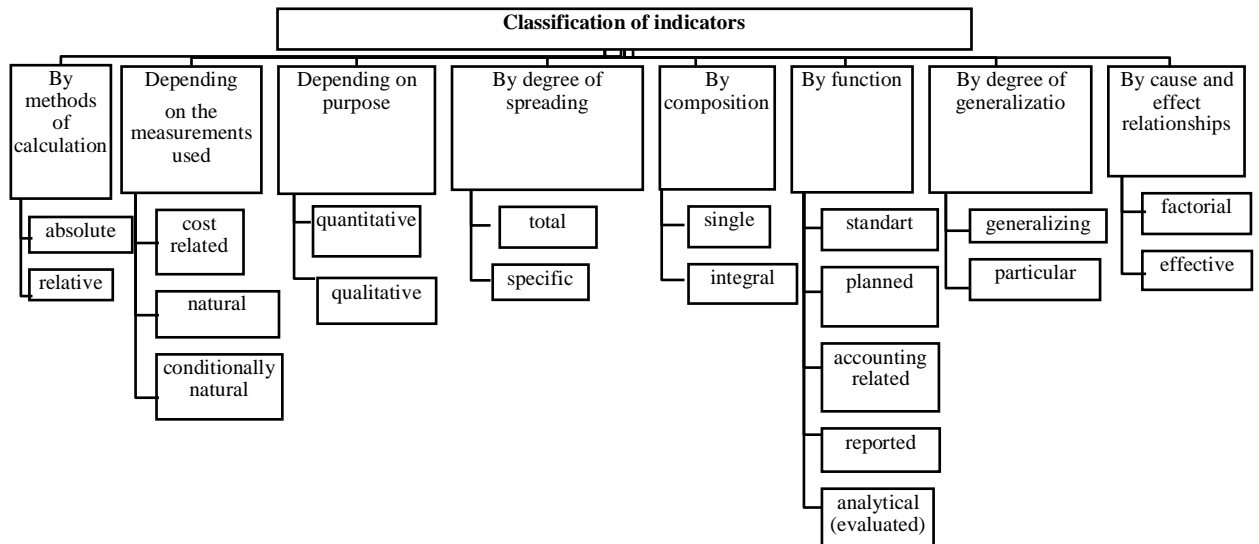 Classification of indicators
By
methods
of
calculation
absolute
relative
Depending
on the
measurements
used
cost
related
natural
conditionally
natural
Depending on
purpose
quantitative
qualitative
By degree of
spreading
total
specific
By
composition
single
integral
By function
standart
planned
accounting
related
reported
analytical
(evaluated)
By degree of
generalizatio
generalizing
particular
By cause and
effect
relationships
factorial
effective